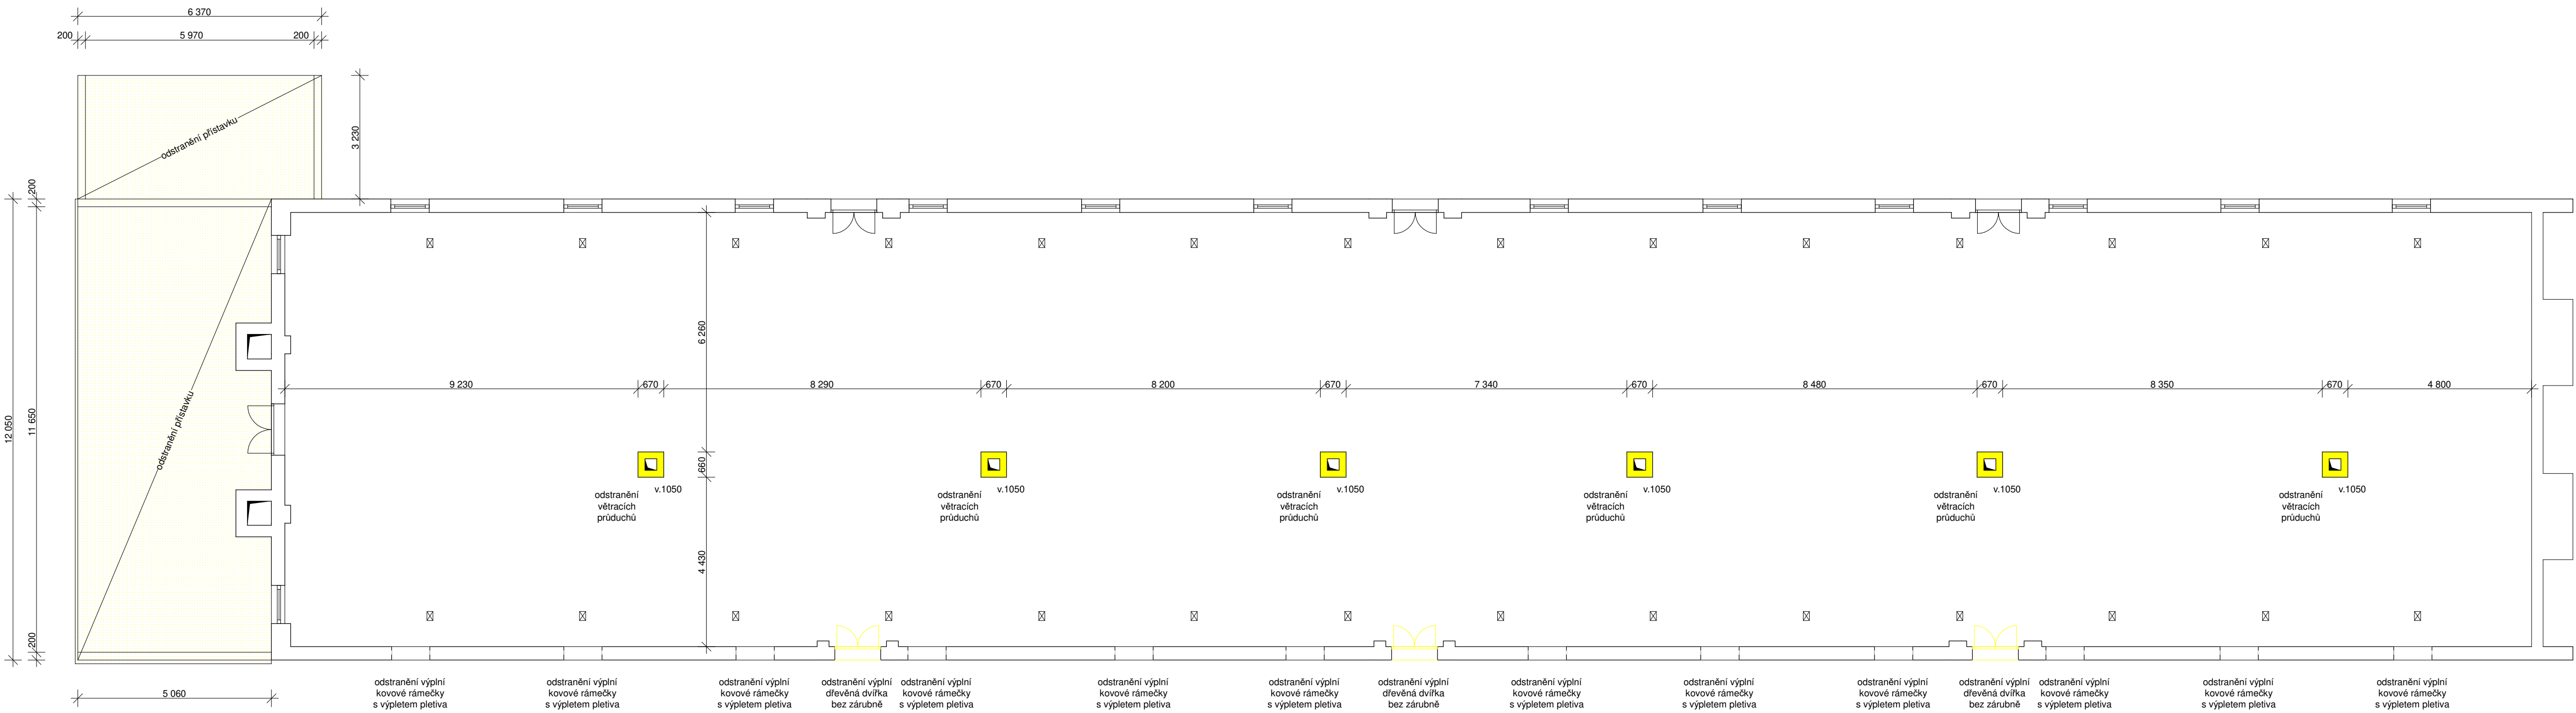 6 370
200
5 970
200
odstranění přístavku
3 230
200
12 050
11 650
200
odstranění přístavku
5 060
6 260
660
4 430
9 230
670
8 290
670
8 200
670
7 340
670
8 480
670
8 350
670
4 800
v.1050
odstranění
větracích
průduchů
v.1050
odstranění
větracích
průduchů
v.1050
odstranění
větracích
průduchů
v.1050
odstranění
větracích
průduchů
v.1050
odstranění
větracích
průduchů
v.1050
odstranění
větracích
průduchů
odstranění výplní
kovové rámečky
s výpletem pletiva
odstranění výplní
kovové rámečky
s výpletem pletiva
odstranění výplní
kovové rámečky
s výpletem pletiva
odstranění výplní
dřevěná dvířka
bez zárubně
odstranění výplní
kovové rámečky
s výpletem pletiva
odstranění výplní
kovové rámečky
s výpletem pletiva
odstranění výplní
kovové rámečky
s výpletem pletiva
odstranění výplní
dřevěná dvířka
bez zárubně
odstranění výplní
kovové rámečky
s výpletem pletiva
odstranění výplní
kovové rámečky
s výpletem pletiva
odstranění výplní
kovové rámečky
s výpletem pletiva
odstranění výplní
dřevěná dvířka
bez zárubně
odstranění výplní
kovové rámečky
s výpletem pletiva
odstranění výplní
kovové rámečky
s výpletem pletiva
odstranění výplní
kovové rámečky
s výpletem pletiva